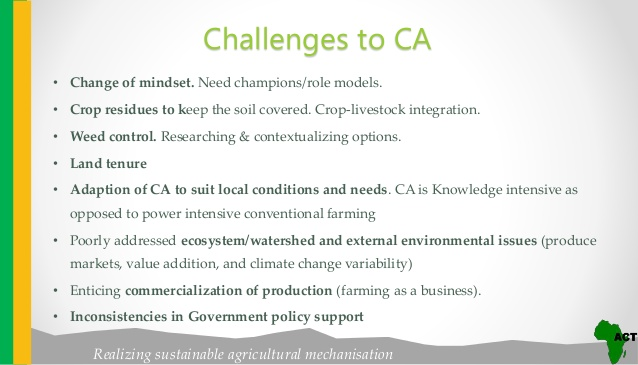 Challenges to CA
• Change of mindset. Need champions/role models.
• Crop residues to keep the soil covered. Crop-livestock integration.
• Weed control. Researching & contextualizing options.
• Land tenure
• Adaption of CA to suit local conditions and needs. CA is Knowledge intensive as
opposed to power intensive conventional farming
• Poorly addressed ecosystem/watershed and external environmental issues (produce
markets, value addition, and climate change variability)
• Enticing commercialization of production (farming as a business).
• Inconsistencies in Government policy support
ACT
Realizing sustainable agricultural mechanisation